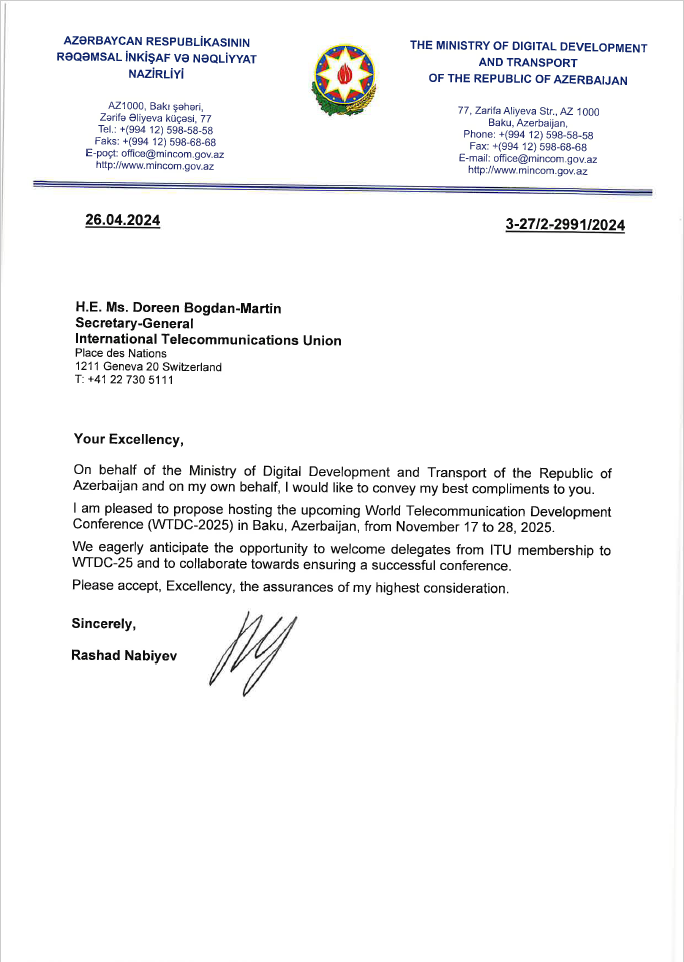 AZƏRBAYCAN RESPUBLİKASININ
RƏQƏMSAL İNKİŞAF VƏ NƏQLİYYAT
NAZİRLİYİ
AZ1000, Bakı şəhəri,
Zərifə Əliyeva küçəsi, 77
Tel.: +(994 12) 598-58-58
Faks: +(994 12) 598-68-68
E-poçt: office@mincom.gov.az
http://www.mincom.gov.az
THE MINISTRY OF DIGITAL DEVELOPMENT
AND TRANSPORT
OF THE REPUBLIC OF AZERBAIJAN
77, Zarifa Aliyeva Str., AZ 1000
Baku, Azerbaijan,
Phone: +(994 12) 598-58-58
Fax: +(994 12) 598-68-68
E-mail: office@mincom.gov.az
http://www.mincom.gov.az
26.04.2024
3-27/2-2991/2024
H.E. Ms. Doreen Bogdan-Martin
Secretary-General
International Telecommunications Union
Place des Nations
1211 Geneva 20 Switzerland
T: +41 22 730 5111
Your Excellency,
On behalf of the Ministry of Digital Development and Transport of the Republic of
Azerbaijan and on my own behalf, I would like to convey my best compliments to you.
I am pleased to propose hosting the upcoming World Telecommunication Development
Conference (WTDC-2025) in Baku, Azerbaijan, from November 17 to 28, 2025.
We eagerly anticipate the opportunity to welcome delegates from ITU membership to
WTDC-25 and to collaborate towards ensuring a successful conference.
Please accept, Excellency, the assurances of my highest consideration.
Sincerely,
Rashad Nabiyev